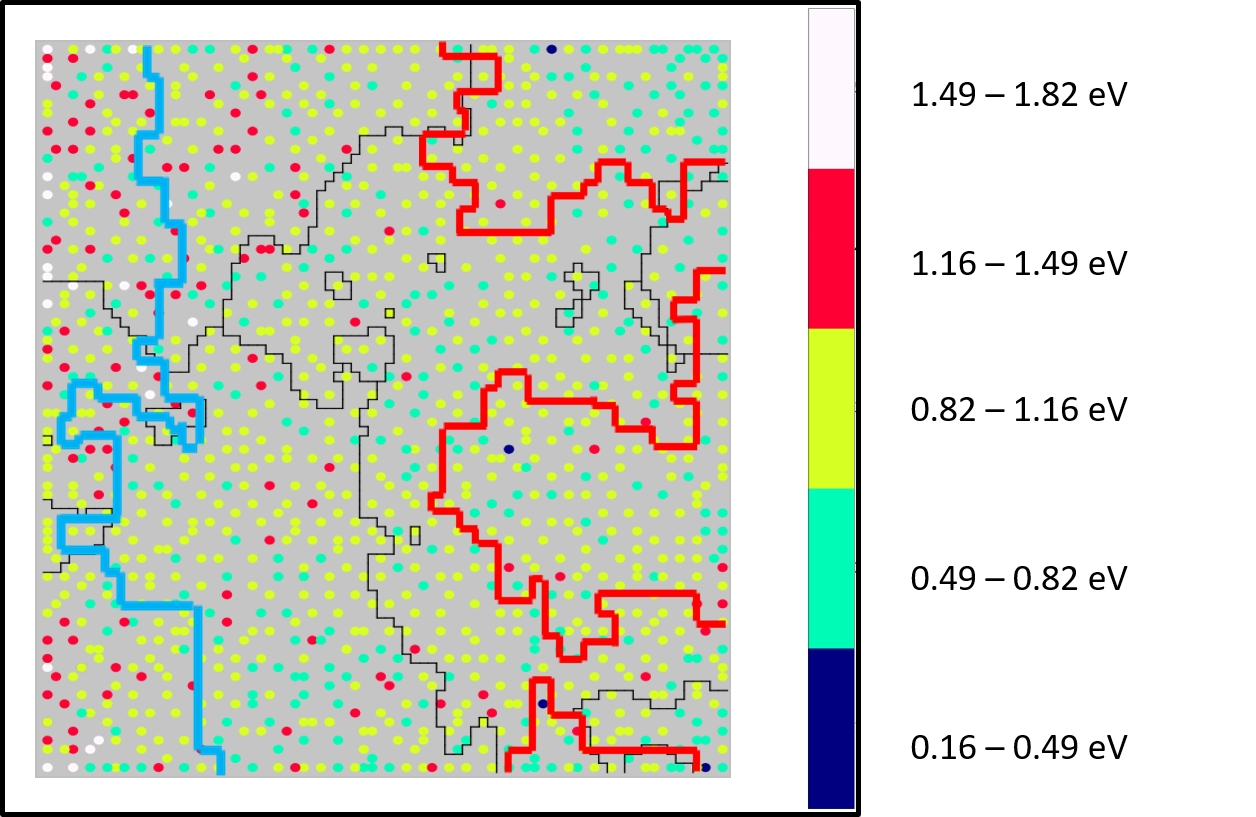 1.49 – 1.82 eV
1.16 – 1.49 eV
0.82 – 1.16 eV
0.49 – 0.82 eV
0.16 – 0.49 eV